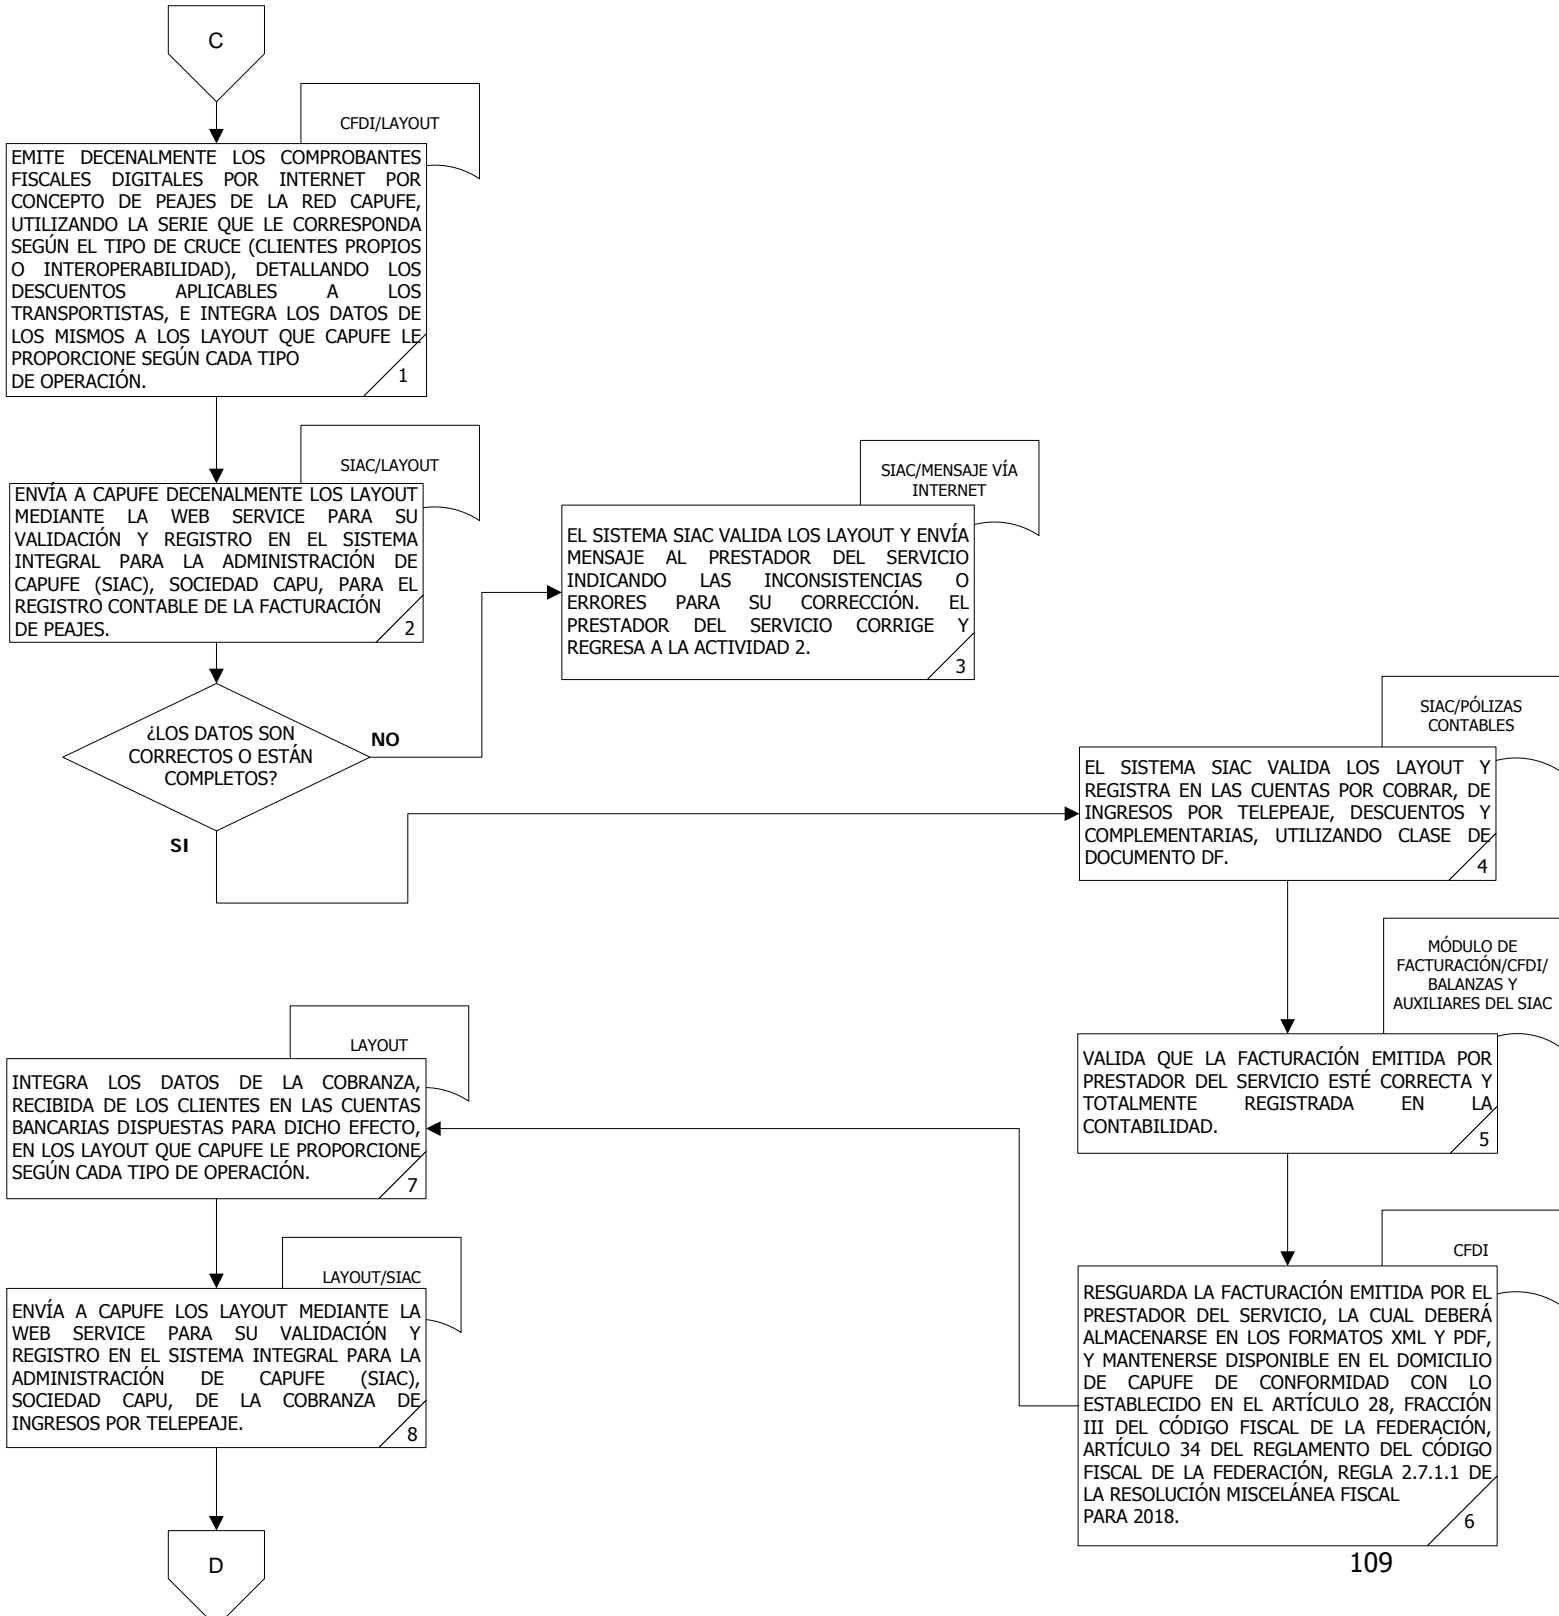 C
CFDI/LAYOUT
EMITE DECENALMENTE LOS COMPROBANTES
FISCALES DIGITALES POR INTERNET POR
CONCEPTO DE PEAJES DE LA RED CAPUFE,
UTILIZANDO LA SERIE QUE LE CORRESPONDA
SEGÚN EL TIPO DE CRUCE (CLIENTES PROPIOS
O INTEROPERABILIDAD), DETALLANDO LOS
DESCUENTOS APLICABLES A LOS
TRANSPORTISTAS, E INTEGRA LOS DATOS DE
LOS MISMOS A LOS LAYOUT QUE CAPUFE LE
PROPORCIONE SEGÚN CADA TIPO
DE OPERACIÓN.
1
SIAC/LAYOUT
ENVÍA A CAPUFE DECENALMENTE LOS LAYOUT
MEDIANTE LA WEB SERVICE PARA SU
VALIDACIÓN Y REGISTRO EN EL SISTEMA
INTEGRAL PARA LA ADMINISTRACIÓN DE
CAPUFE (SIAC), SOCIEDAD CAPU, PARA EL
REGISTRO CONTABLE DE LA FACTURACIÓN
DE PEAJES.
2
SIAC/MENSAJE VÍA
INTERNET
EL SISTEMA SIAC VALIDA LOS LAYOUT Y ENVÍA
MENSAJE AL PRESTADOR DEL SERVICIO
INDICANDO LAS INCONSISTENCIAS O
ERRORES PARA SU CORRECCIÓN. EL
PRESTADOR DEL SERVICIO CORRIGE Y
REGRESA A LA ACTIVIDAD 2.
3
¿LOS DATOS SON
CORRECTOS O ESTÁN
COMPLETOS?
NO
SI
SIAC/PÓLIZAS
CONTABLES
EL SISTEMA SIAC VALIDA LOS LAYOUT Y
REGISTRA EN LAS CUENTAS POR COBRAR, DE
INGRESOS POR TELEPEAJE, DESCUENTOS Y
COMPLEMENTARIAS, UTILIZANDO CLASE DE
DOCUMENTO DF.
4
MÓDULO DE
FACTURACIÓN/CFDI/
BALANZAS Y
AUXILIARES DEL SIAC
VALIDA QUE LA FACTURACIÓN EMITIDA POR
PRESTADOR DEL SERVICIO ESTÉ CORRECTA Y
TOTALMENTE REGISTRADA EN LA
CONTABILIDAD.
5
CFDI
RESGUARDA LA FACTURACIÓN EMITIDA POR EL
PRESTADOR DEL SERVICIO, LA CUAL DEBERÁ
ALMACENARSE EN LOS FORMATOS XML Y PDF,
Y MANTENERSE DISPONIBLE EN EL DOMICILIO
DE CAPUFE DE CONFORMIDAD CON LO
ESTABLECIDO EN EL ARTÍCULO 28, FRACCIÓN
III DEL CÓDIGO FISCAL DE LA FEDERACIÓN,
ARTÍCULO 34 DEL REGLAMENTO DEL CÓDIGO
FISCAL DE LA FEDERACIÓN, REGLA 2.7.1.1 DE
LA RESOLUCIÓN MISCELÁNEA FISCAL
PARA 2018.
6
LAYOUT
INTEGRA LOS DATOS DE LA COBRANZA,
RECIBIDA DE LOS CLIENTES EN LAS CUENTAS
BANCARIAS DISPUESTAS PARA DICHO EFECTO,
EN LOS LAYOUT QUE CAPUFE LE PROPORCIONE
SEGÚN CADA TIPO DE OPERACIÓN.
7
LAYOUT/SIAC
ENVÍA A CAPUFE LOS LAYOUT MEDIANTE LA
WEB SERVICE PARA SU VALIDACIÓN Y
REGISTRO EN EL SISTEMA INTEGRAL PARA LA
ADMINISTRACIÓN DE CAPUFE (SIAC),
SOCIEDAD CAPU, DE LA COBRANZA DE
INGRESOS POR TELEPEAJE.
8
D
109